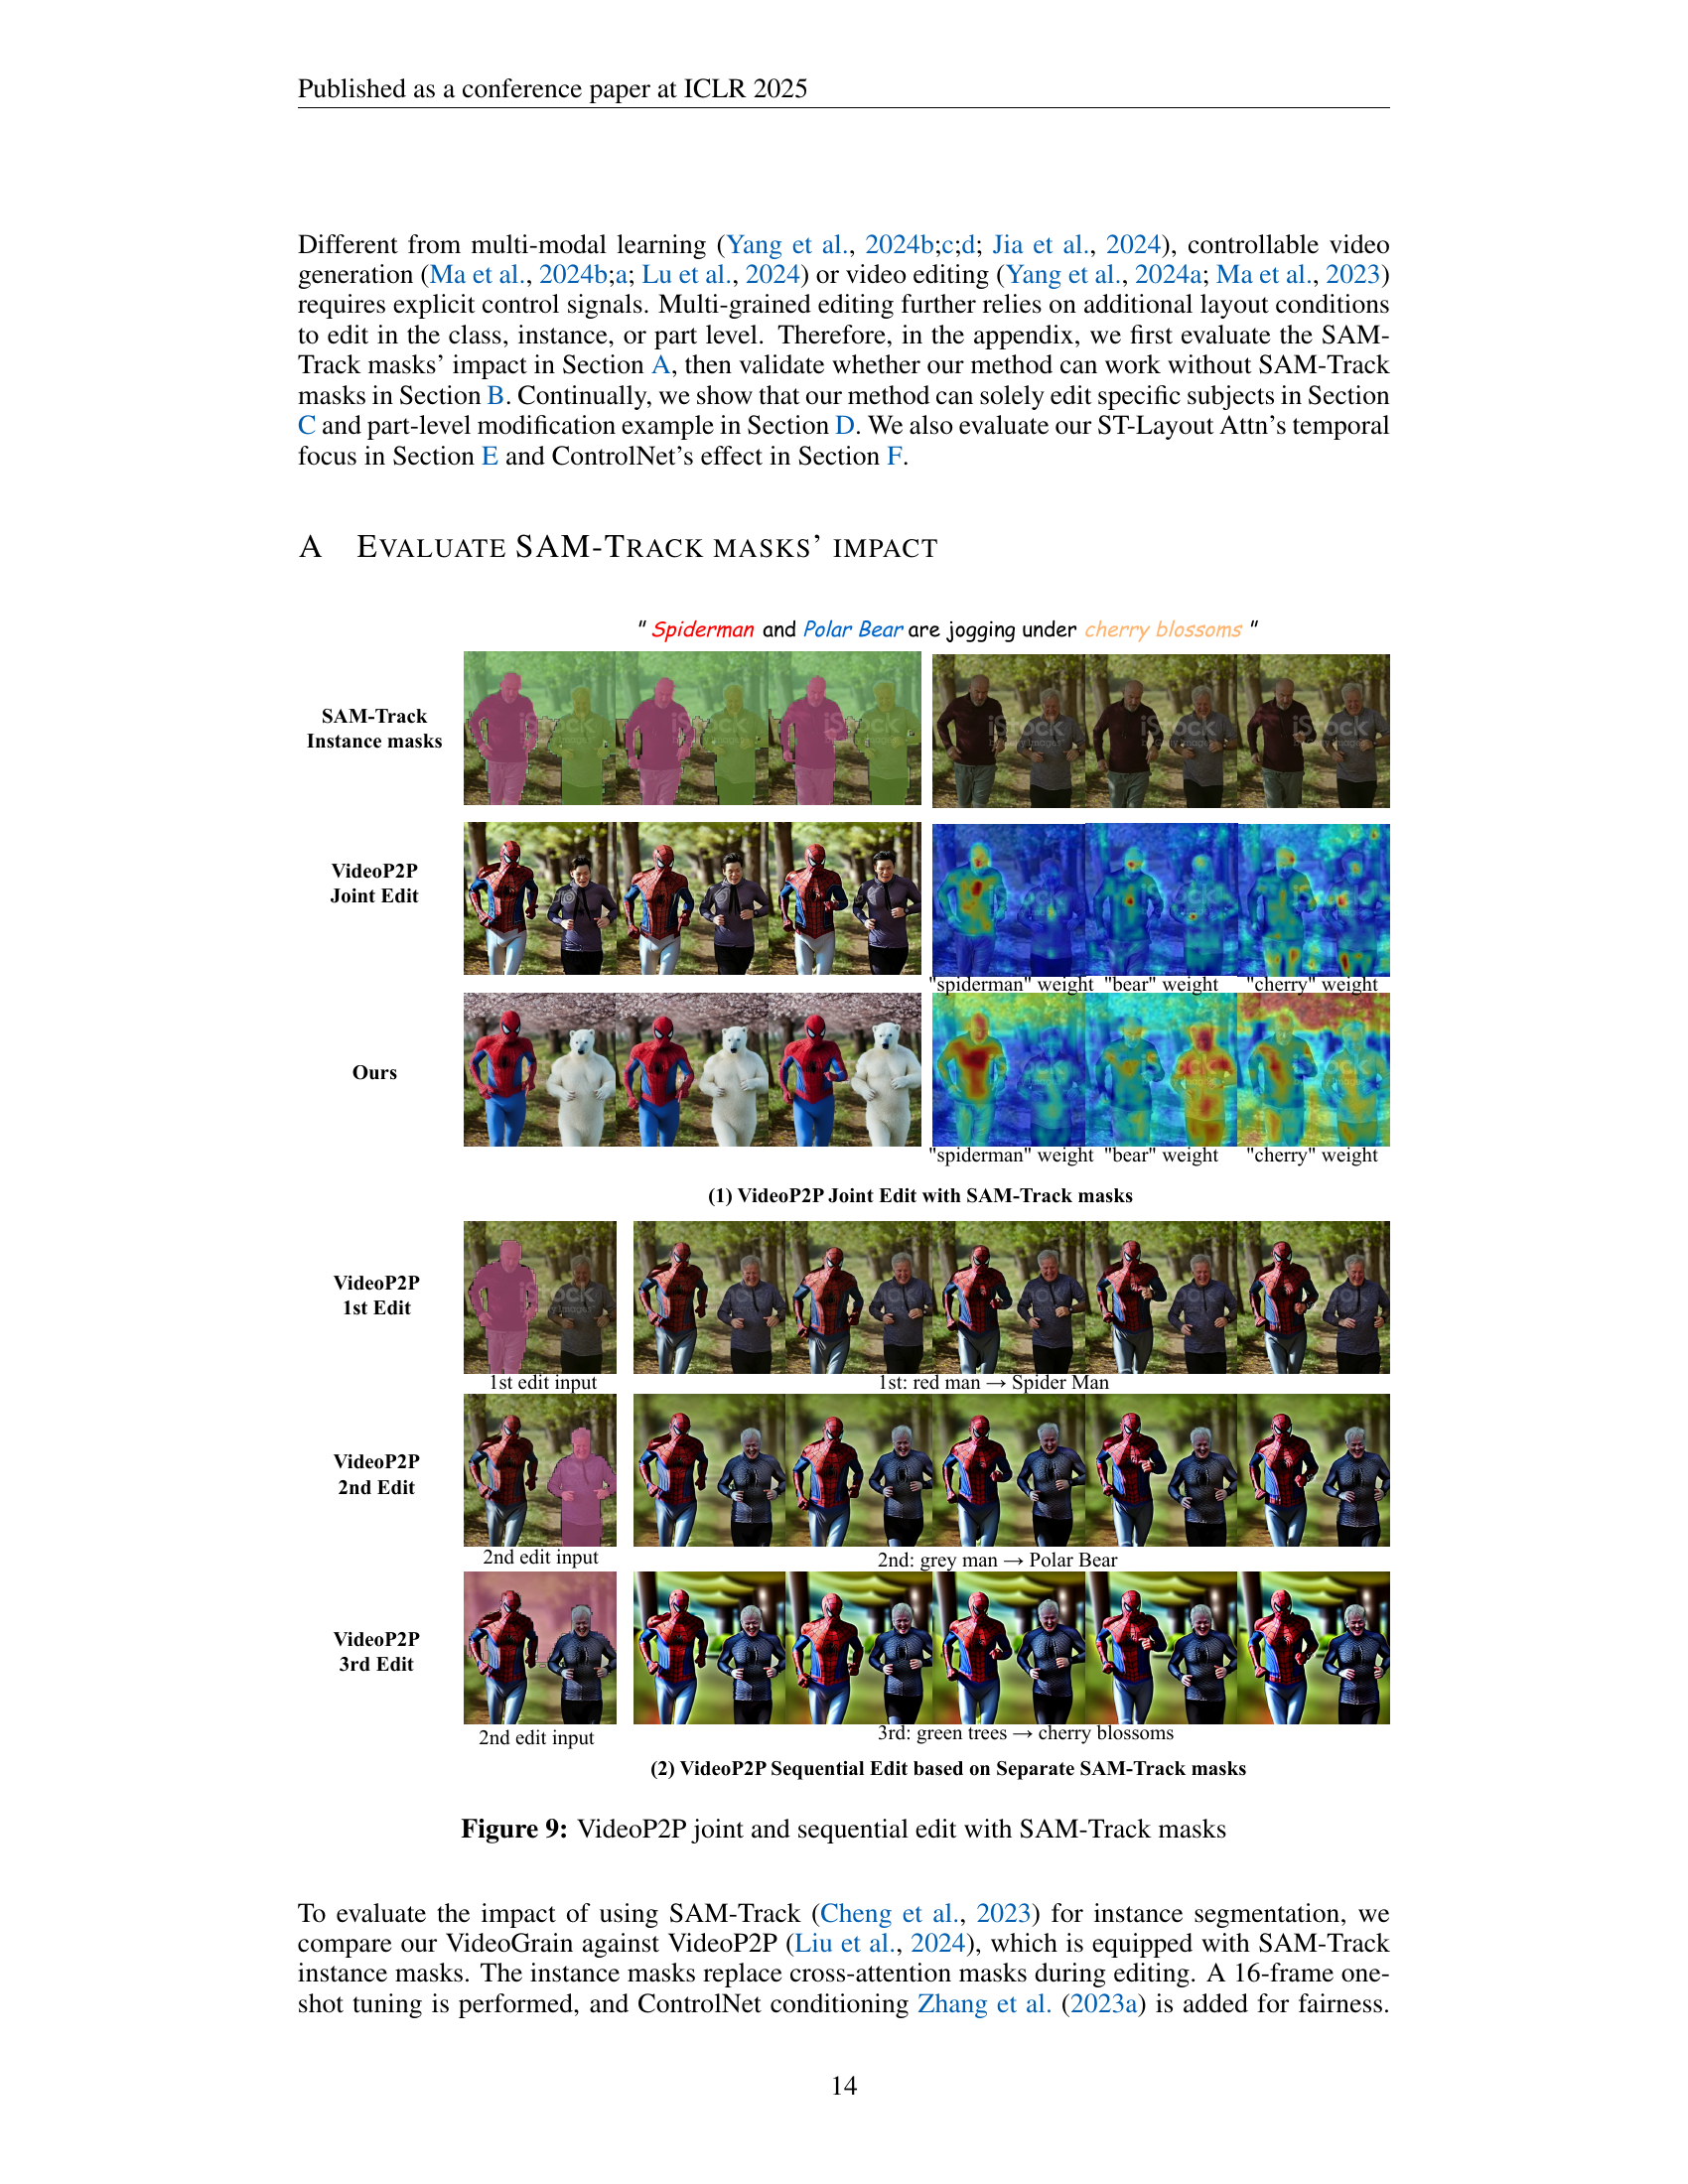 Published as a conference paper at ICLR 2025
Different from multi-modal learning (Yang et al., 2024b;c;d; Jia et al., 2024), controllable video
generation (Ma et al., 2024b;a; Lu et al., 2024) or video editing (Yang et al., 2024a; Ma et al., 2023)
requires explicit control signals. Multi-grained editing further relies on additional layout conditions
to edit in the class, instance, or part level. Therefore, in the appendix, we first evaluate the SAM-
Track masks' impact in Section A, then validate whether our method can work without SAM-Track
masks in Section B. Continually, we show that our method can solely edit specific subjects in Section
C and part-level modification example in Section D. We also evaluate our ST-Layout Attn's temporal
focus in Section E and ControlNet's effect in Section F.
A EVALUATE SAM-TRACK MASKS' IMPACT
" Spiderman and Polar Bear are jogging under cherry blossoms "
SAM-Track
Instance masks
iStock
iStock
iStock
iStock
iStock
iStock
VideoP2P
Joint Edit
"spiderman" weight "bear" weight "cherry" weight
Ours
"spiderman" weight "bear" weight "cherry" weight
(1) VideoP2P Joint Edit with SAM-Track masks
VideoP2P
1st Edit
1st edit input
1st: red man → Spider Man
VideoP2P
2nd Edit
2nd edit input
2nd: grey man → Polar Bear
VideoP2P
3rd Edit
2nd edit input
3rd: green trees → cherry blossoms
(2) VideoP2P Sequential Edit based on Separate SAM-Track masks
Figure 9: VideoP2P joint and sequential edit with SAM-Track masks
To evaluate the impact of using SAM-Track (Cheng et al., 2023) for instance segmentation, we
compare our VideoGrain against VideoP2P (Liu et al., 2024), which is equipped with SAM-Track
instance masks. The instance masks replace cross-attention masks during editing. A 16-frame one-
shot tuning is performed, and ControlNet conditioning Zhang et al. (2023a) is added for fairness.
14